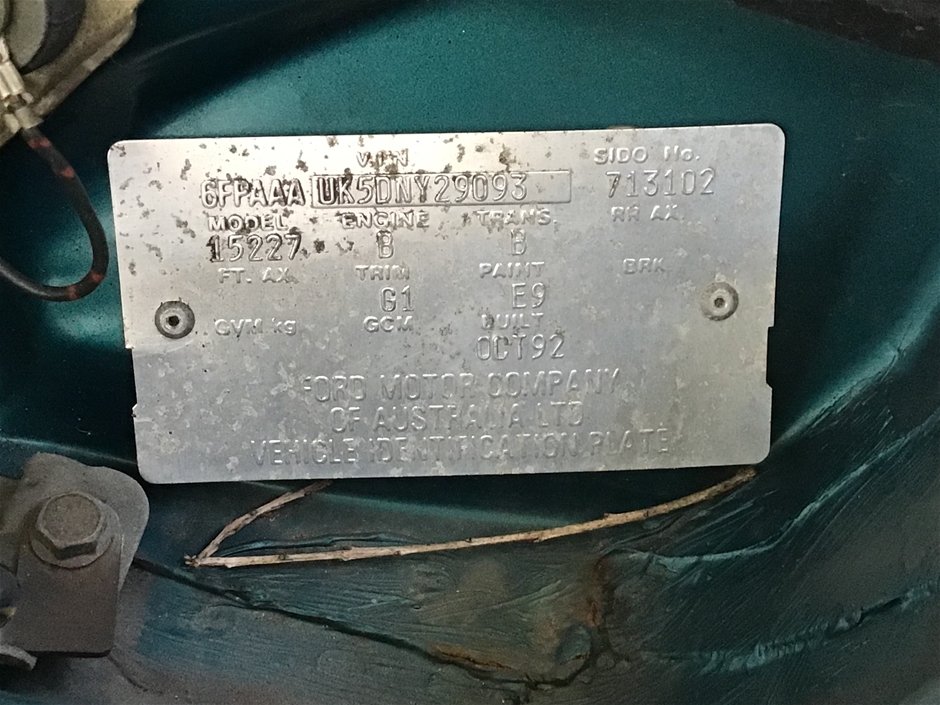 VIN SIDO No.
6FPAAA UK5DNY29093 713102
MODEL ENGINE TRANS. RR AX.
15227 B B
FT. AX. TRIM PAINT BRK.
G1 E9
GVM kg GCM BUILT
OCT92
FORD MOTOR COMPANY
OF AUSTRALIA LTD
VEHICLE IDENTIFICATION PLATE